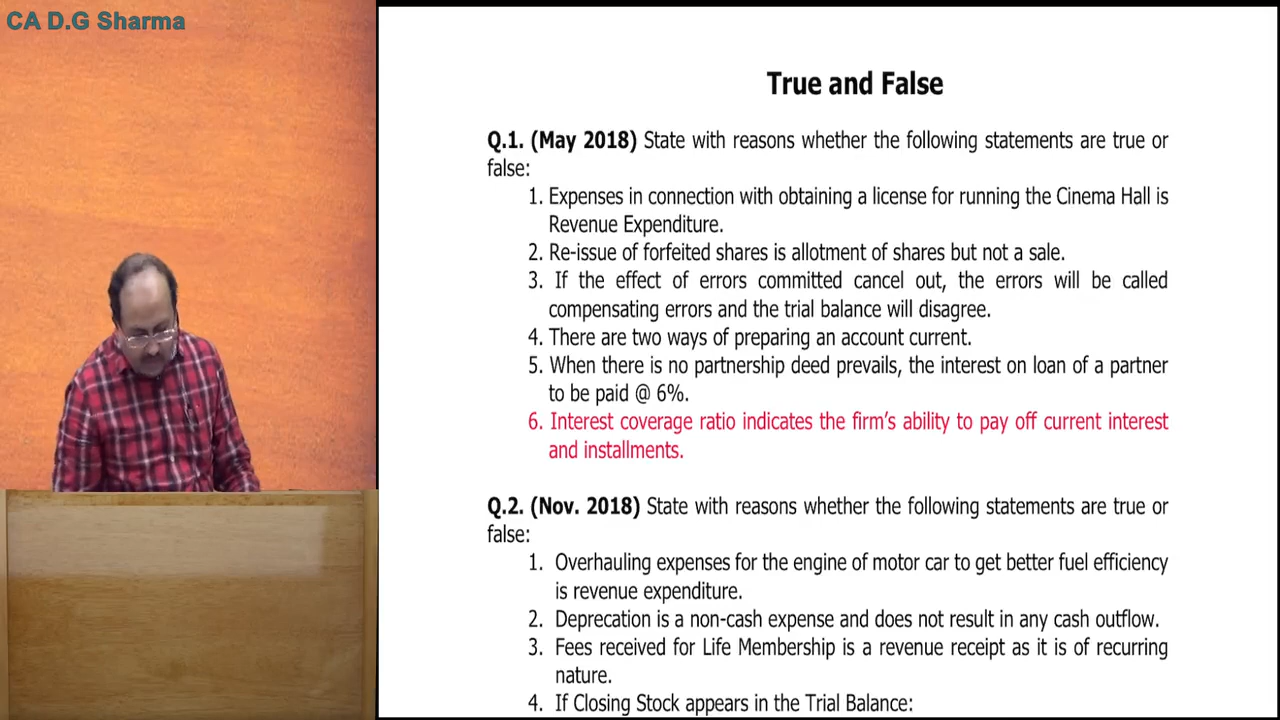 CA D.G Sharma
True and False
Q.1. (May 2018) State with reasons whether the following statements are true or
false:
1. Expenses in connection with obtaining a license for running the Cinema Hall is
Revenue Expenditure.
2. Re-issue of forfeited shares is allotment of shares but not a sale.
3. If the effect of errors committed cancel out, the errors will be called
compensating errors and the trial balance will disagree.
4. There are two ways of preparing an account current.
5. When there is no partnership deed prevails, the interest on loan of a partner
to be paid @ 6%.
6. Interest coverage ratio indicates the firm's ability to pay off current interest
and installments.
Q.2. (Nov. 2018) State with reasons whether the following statements are true or
false:
1. Overhauling expenses for the engine of motor car to get better fuel efficiency
is revenue expenditure.
2. Deprecation is a non-cash expense and does not result in any cash outflow.
3. Fees received for Life Membership is a revenue receipt as it is of recurring
nature.
4. If Closing Stock appears in the Trial Balance: